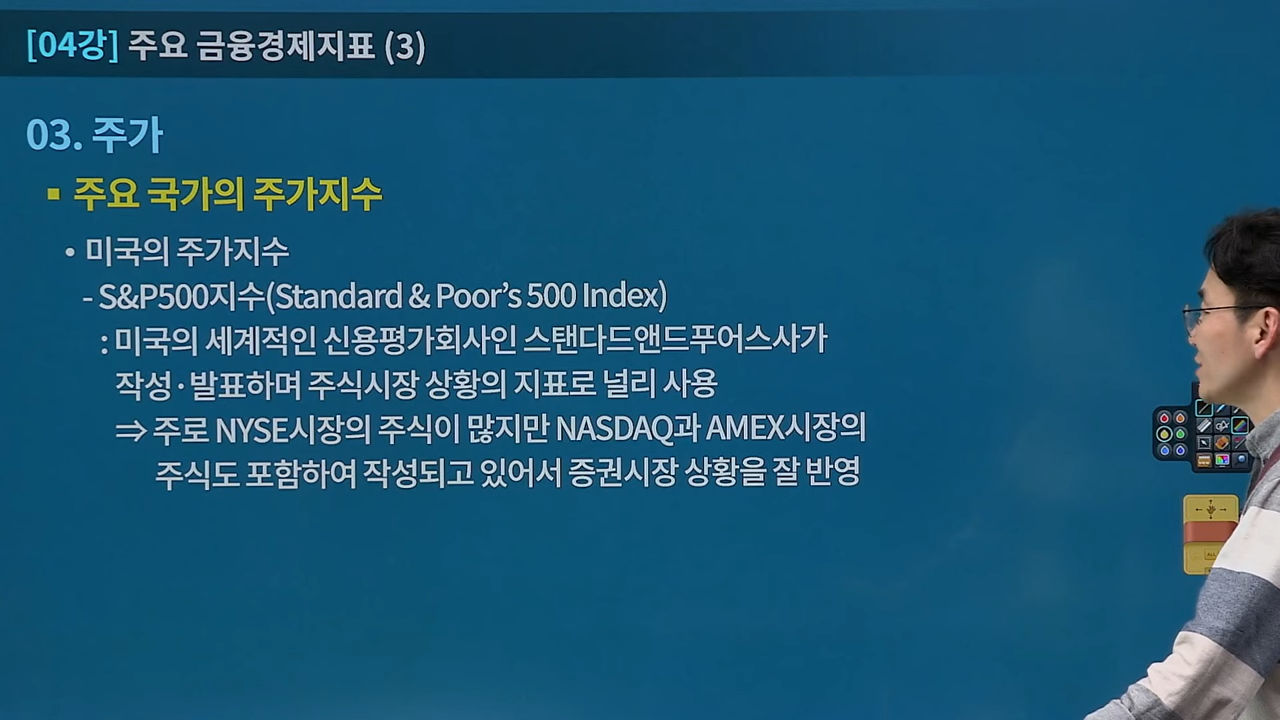 [04강] 주요 금융경제지표 (3)
03. 주가
▪ 주요 국가의 주가지수
• 미국의 주가지수
- S&P500지수(Standard & Poor’s 500 Index)
: 미국의 세계적인 신용평가회사인 스탠다드앤드푸어스사가
작성·발표하며 주식시장 상황의 지표로 널리 사용
⇒ 주로 NYSE시장의 주식이 많지만 NASDAQ과 AMEX시장의
주식도 포함하여 작성되고 있어서 증권시장 상황을 잘 반영